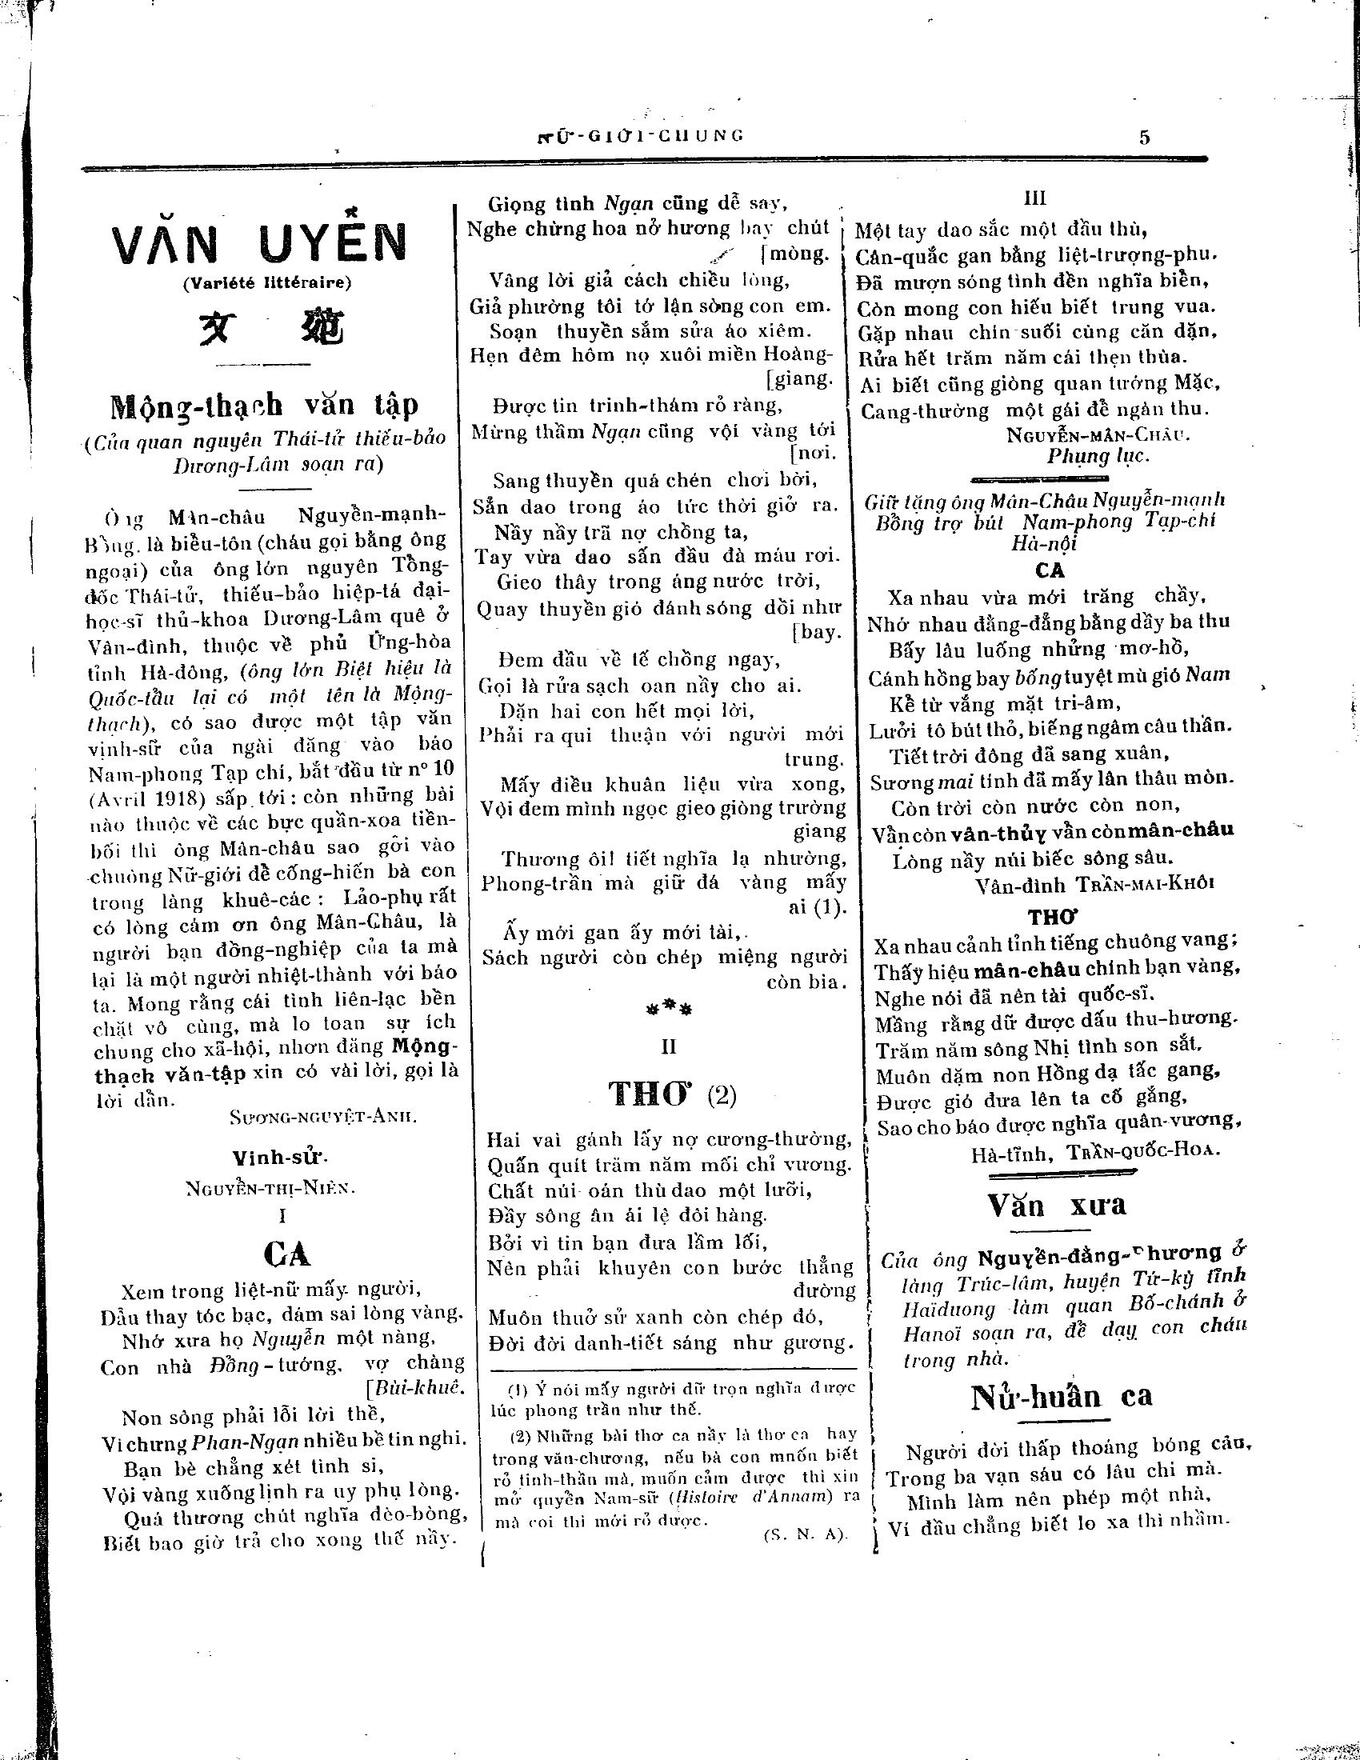 NỮ-GIỚI-CHUNG
5
VĂN UYỂN
(Variété littéraire)
文 苑
Mộng-thạch văn tập
(Của quan nguyên Thái-tử thiếu-bảo
Dương-Lâm soạn ra)
Ông Mân-châu Nguyễn-mạnh-
Bồng. là biểu-tôn (cháu gọi bằng ông
ngoại) của ông lớn nguyên Tổng-
đốc Thái-tử, thiếu-bảo hiệp-tá đại-
học-sĩ thủ-khoa Dương-Lâm quê ở
Vân-đình, thuộc về phủ Ứng-hòa
tỉnh Hà-đông, (ông lớn Biệt hiệu là
Quốc-tầu lại có một tên là Mộng-
thạch), có sao được một tập văn
vịnh-sữ của ngài đăng vào báo
Nam-phong Tạp chí, bắt đầu từ nº 10
(Avril 1918) sấp tới : còn những bài
nào thuộc về các bực quần-xoa tiền-
bối thì ông Mân-châu sao gởi vào
chuông Nữ-giới để cống-hiến bà con
trong làng khuê-các : Lảo-phụ rất
có lòng cám ơn ông Mân-Châu, là
người bạn đồng-nghiệp của ta mà
lại là một người nhiệt-thành với báo
ta. Mong rằng cái tình liên-lạc bền
chặt vô cùng, mà lo toan sự ích
chung cho xã-hội, nhơn đăng Mộng-
thạch văn-tập xin có vài lời, gọi là
lời dẫn.
SƯƠNG-NGUYỆT-ANH.
Vịnh-sử.
NGUYỄN-THỊ-NIÊN.
I
CA
Xem trong liệt-nữ mấy người,
Dẫu thay tóc bạc, dám sai lòng vàng.
Nhớ xưa họ Nguyễn một nàng,
Con nhà Đồng-tướng, vợ chàng
[Bùi-khuê.
Non sông phải lỗi lời thề,
Vì chưng Phan-Ngạn nhiều bề tin nghi.
Bạn bè chẳng xét tình si,
Vội vàng xuống lịnh ra uy phụ lòng.
Quá thương chút nghĩa đèo-bòng,
Biết bao giờ trả cho xong thế nầy.
Giọng tình Ngạn cũng dễ say,
Nghe chừng hoa nở hương bay chút
[mòng.
Vâng lời giả cách chiều lòng,
Giả phường tôi tớ lận sòng con em.
Soạn thuyền sắm sửa áo xiêm.
Hẹn đêm hôm nọ xuôi miền Hoàng-
[giang.
Được tin trinh-thám rỏ ràng,
Mừng thầm Ngạn cũng vội vàng tới
[nơi.
Sang thuyền quá chén chơi bời,
Sẵn dao trong áo tức thời giở ra.
Nầy nầy trã nợ chồng ta,
Tay vừa dao sấn đầu đà máu rơi.
Gieo thây trong áng nước trời,
Quay thuyền gió đánh sóng dồi như
[bay.
Đem đầu về tế chồng ngay,
Gọi là rửa sạch oan nầy cho ai.
Dặn hai con hết mọi lời,
Phải ra qui thuận với người mới
trung.
Mấy điều khuân liệu vừa xong,
Vội đem mình ngọc gieo giòng trường
giang
Thương ôi! tiết nghĩa lạ nhường,
Phong-trần mà giữ đá vàng mấy
ai (1).
Ấy mới gan ấy mới tài,
Sách người còn chép miệng người
còn bia.
***
II
THƠ (2)
Hai vai gánh lấy nợ cương-thường,
Quấn quít trăm năm mối chỉ vương.
Chất núi oán thù dao một lưỡi,
Đầy sông ân ái lệ đôi hàng.
Bởi vì tin bạn đưa lầm lối,
Nên phải khuyên con bước thẳng
đường
Muôn thuở sử xanh còn chép đó,
Đời đời danh-tiết sáng như gương.
(1) Ý nói mấy người dữ trọn nghĩa được
lúc phong trần như thế.
(2) Những bài thơ ca nầy là thơ ca hay
trong văn-chương, nếu bà con mnốn biết
rỏ tinh-thần mà, muốn cảm được thì xin
mở quyển Nam-sữ (Histoire d'Annam) ra
mà coi thì mới rỏ được.
(S. N. A).
III
Một tay dao sắc một đầu thù,
Cân-quắc gan bằng liệt-trượng-phu.
Đã mượn sóng tình đền nghĩa biển,
Còn mong con hiếu biết trung vua.
Gặp nhau chín suối cùng căn dặn,
Rửa hết trăm năm cái thẹn thùa.
Ai biết cũng giòng quan tướng Mặc,
Cang-thường một gái để ngàn thu.
NGUYỄN-MÂN-CHÂU.
Phụng lục.
Giữ tặng ông Mân-Châu Nguyễn-mạnh
Bồng trợ bút Nam-phong Tạp-chí
Hà-nội
CA
Xa nhau vừa mới trăng chầy,
Nhớ nhau đằng-đẳng bằng dầy ba thu
Bấy lâu luống những mơ-hồ,
Cánh hồng bay bống tuyệt mù gió Nam
Kể từ vắng mặt tri-âm,
Lưởi tô bút thỏ, biếng ngâm câu thần.
Tiết trời đông đã sang xuân,
Sương mai tính đã mấy lân thâu mòn.
Còn trời còn nước còn non,
Vẫn còn vân-thủy vẫn còn mân-châu
Lòng nầy núi biếc sông sâu.
Vân-đình TRẦN-MAI-KHÔI
THƠ
Xa nhau cảnh tỉnh tiếng chuông vang;
Thấy hiệu mân-châu chính bạn vàng,
Nghe nói đã nên tài quốc-sĩ.
Mầng rằng dữ được dấu thu-hương.
Trăm năm sông Nhị tình son sắt,
Muôn dặm non Hồng dạ tấc gang,
Được gió đưa lên ta cố gắng,
Sao cho báo được nghĩa quân-vương,
Hà-tĩnh, TRẦN-QUỐC-HOA.
Văn xưa
Của ông Nguyễn-đằng-Phương ở
làng Trúc-lâm, huyện Tứ-kỳ tĩnh
Haïduong làm quan Bố-chánh ở
Hanoï soạn ra, để dạy con cháu
trong nhà.
Nử-huấn ca
Người đời thấp thoáng bóng câu,
Trong ba vạn sáu có lâu chi mà.
Mình làm nên phép một nhà,
Ví đầu chẳng biết lo xa thì nhầm.